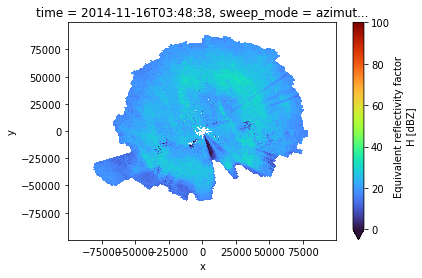 time = 2014-11-16T03:48:38, sweep_mode = azimut...
100
75000
80
50000
25000
60
0
40
−25000
−50000
20
−75000
0
y
−75000 −50000 −25000 0 25000 50000 75000
x
Equivalent reflectivity factor
H [dBZ]